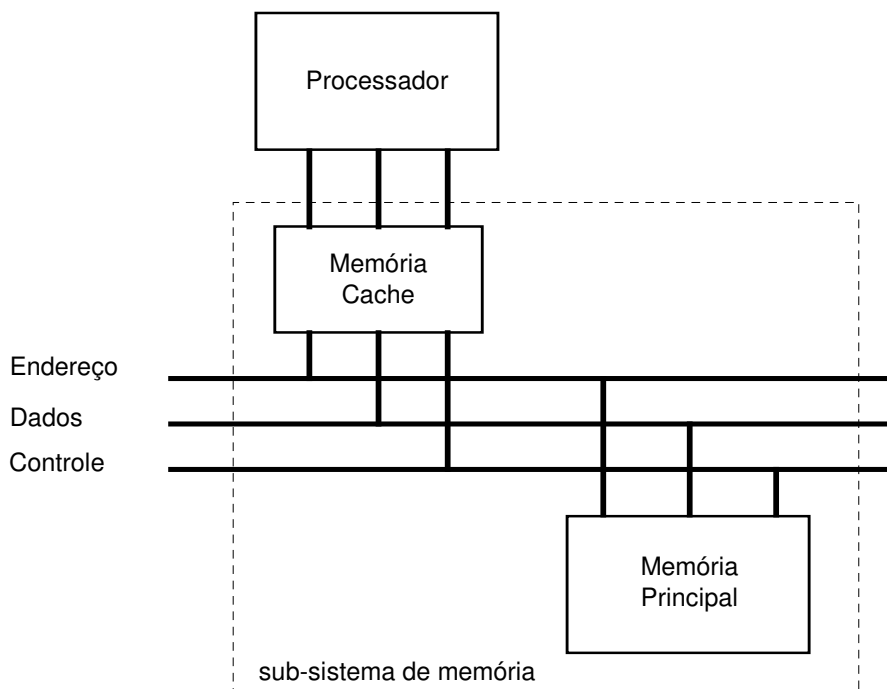 Processador
Memória
Cache
Endereço
Dados
Controle
Memória
Principal
sub-sistema de memória